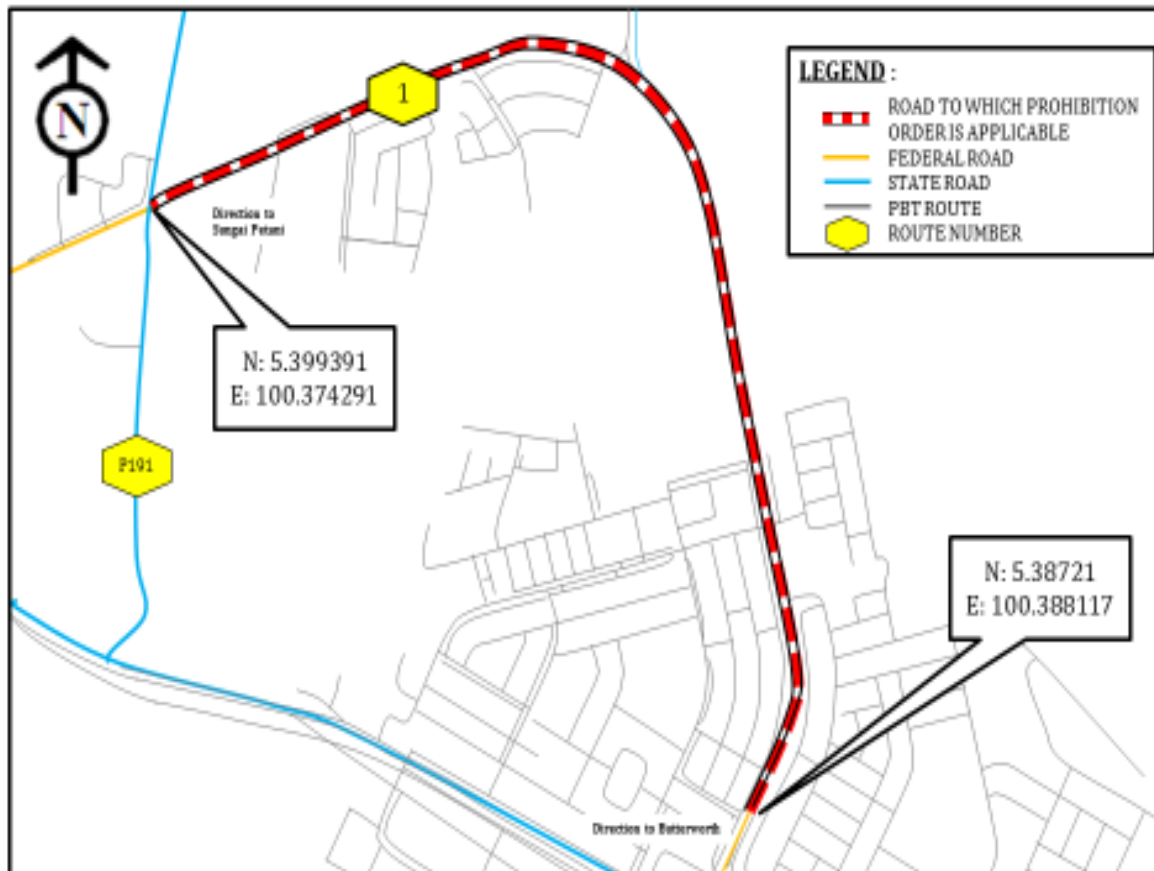 N
1
LEGEND :
ROAD TO WHICH PROHIBITION
ORDER IS APPLICABLE
FEDERAL ROAD
STATE ROAD
PBT ROUTE
ROUTE NUMBER
Direction to
Sungai Petani
N: 5.399391
E: 100.374291
P191
N: 5.38721
E: 100.388117
Direction to Butterworth